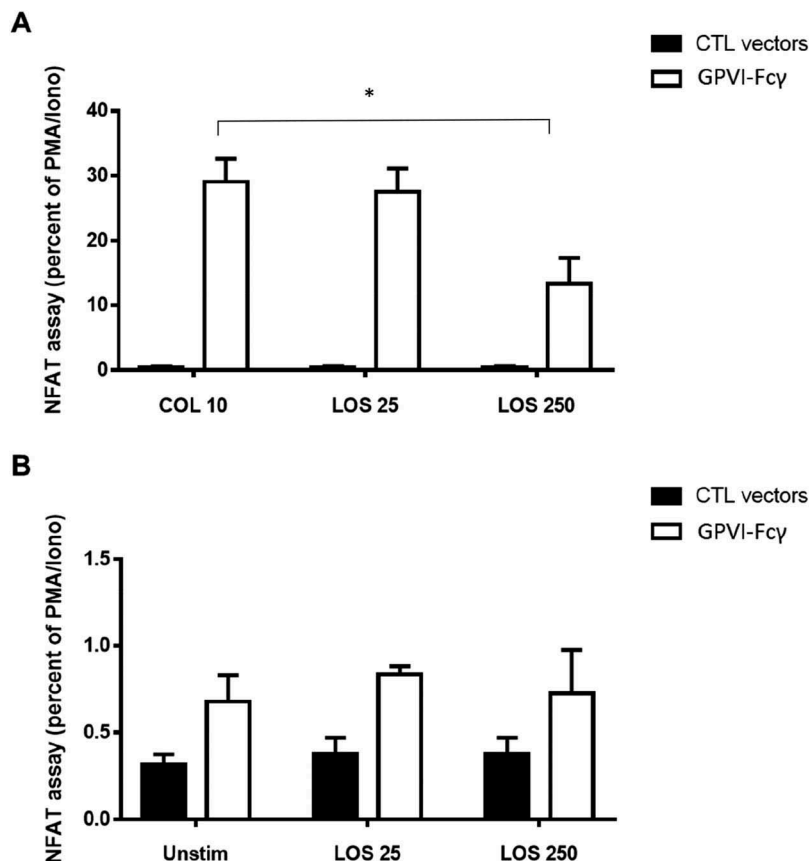 A
CTL vectors
GPVI-Fcγ
*
NFAT assay (percent of PMA/Iono)
40
30
20
10
0
COL 10 LOS 25 LOS 250
B
CTL vectors
GPVI-Fcγ
NFAT assay (percent of PMA/Iono)
1.5
1.0
0.5
0.0
Unstim LOS 25 LOS 250